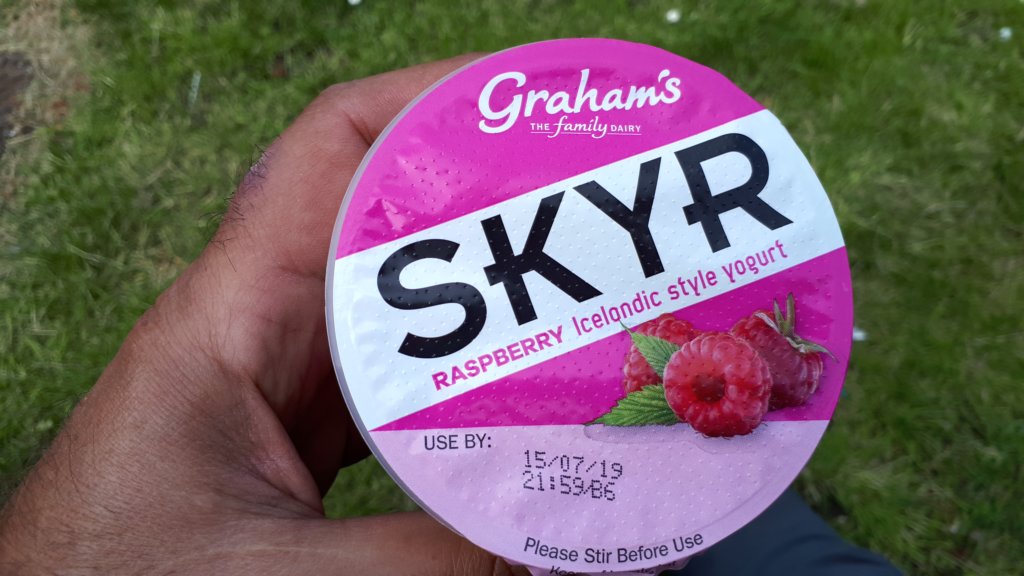 Graham's
THE family DAIRY
SKYR
RASPBERRY Icelandic style yogurt
USE BY:
15/07/19
21:59/B6
Please Stir Before Use